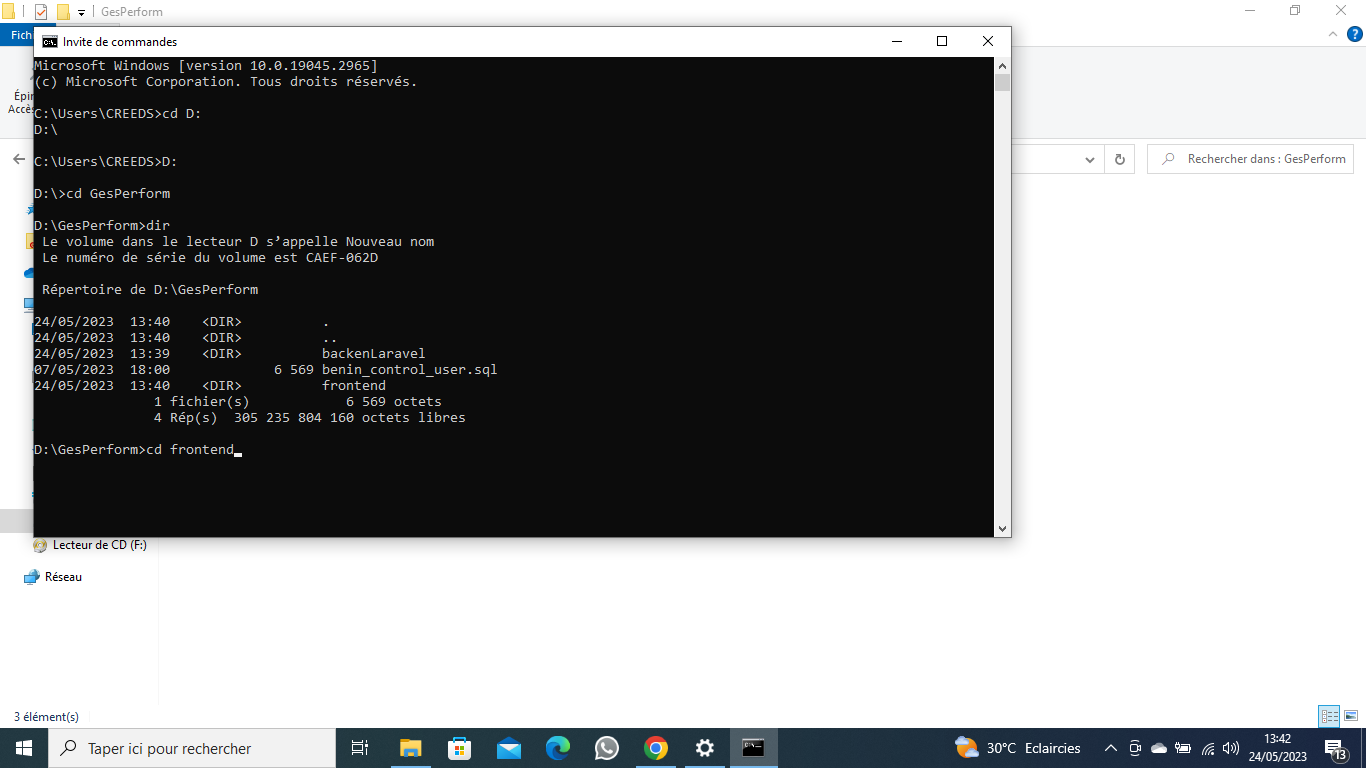 GesPerform
Fich
Invite de commandes
Microsoft Windows [version 10.0.19045.2965]
(c) Microsoft Corporation. Tous droits réservés.
C:\Users\CREEDS>cd D:
D:\
C:\Users\CREEDS>D:
D:\>cd GesPerform
D:\GesPerform>dir
Le volume dans le lecteur D s’appelle Nouveau nom
Le numéro de série du volume est CAEF-062D
Répertoire de D:\GesPerform
24/05/2023  13:40    <DIR>          .
24/05/2023  13:40    <DIR>          ..
24/05/2023  13:39    <DIR>          backenLaravel
07/05/2023  18:00             6 569 benin_control_user.sql
24/05/2023  13:40    <DIR>          frontend
1 fichier(s)            6 569 octets
4 Rép(s)  305 235 804 160 octets libres
D:\GesPerform>cd frontend
Épi
Accè
Rechercher dans : GesPerform
Lecteur de CD (F:)
Réseau
3 élément(s)
Taper ici pour rechercher
30°C Eclaircies
13:42
24/05/2023
13